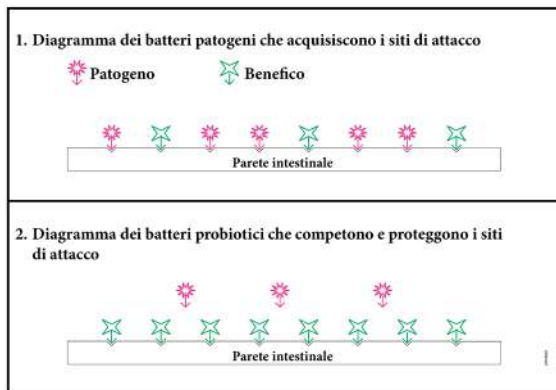 1. Diagramma dei batteri patogeni che acquisiscono i siti di attacco
Patogeno
Benefico
Parete intestinale
2. Diagramma dei batteri probiotici che competono e proteggono i siti
di attacco
Parete intestinale